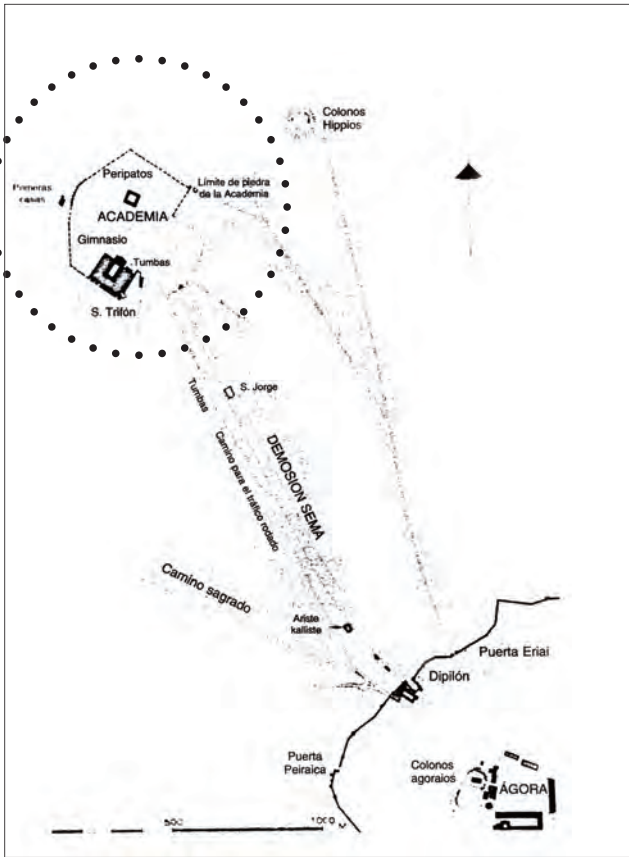 Colonos
Hippios
Peripatos
Límite de piedra
de la Academia
Primeras
casas
ACADEMIA
Gimnasio
Tumbas
S. Trifón
S. Jorge
Tumbas
Camino para el tráfico rodado
DEMOSION SEMA
Camino sagrado
Ariste
kalliste
Puerta Eriai
Dipilón
Puerta
Peiraica
Colonos
agoraios
ÁGORA
500
1000
M